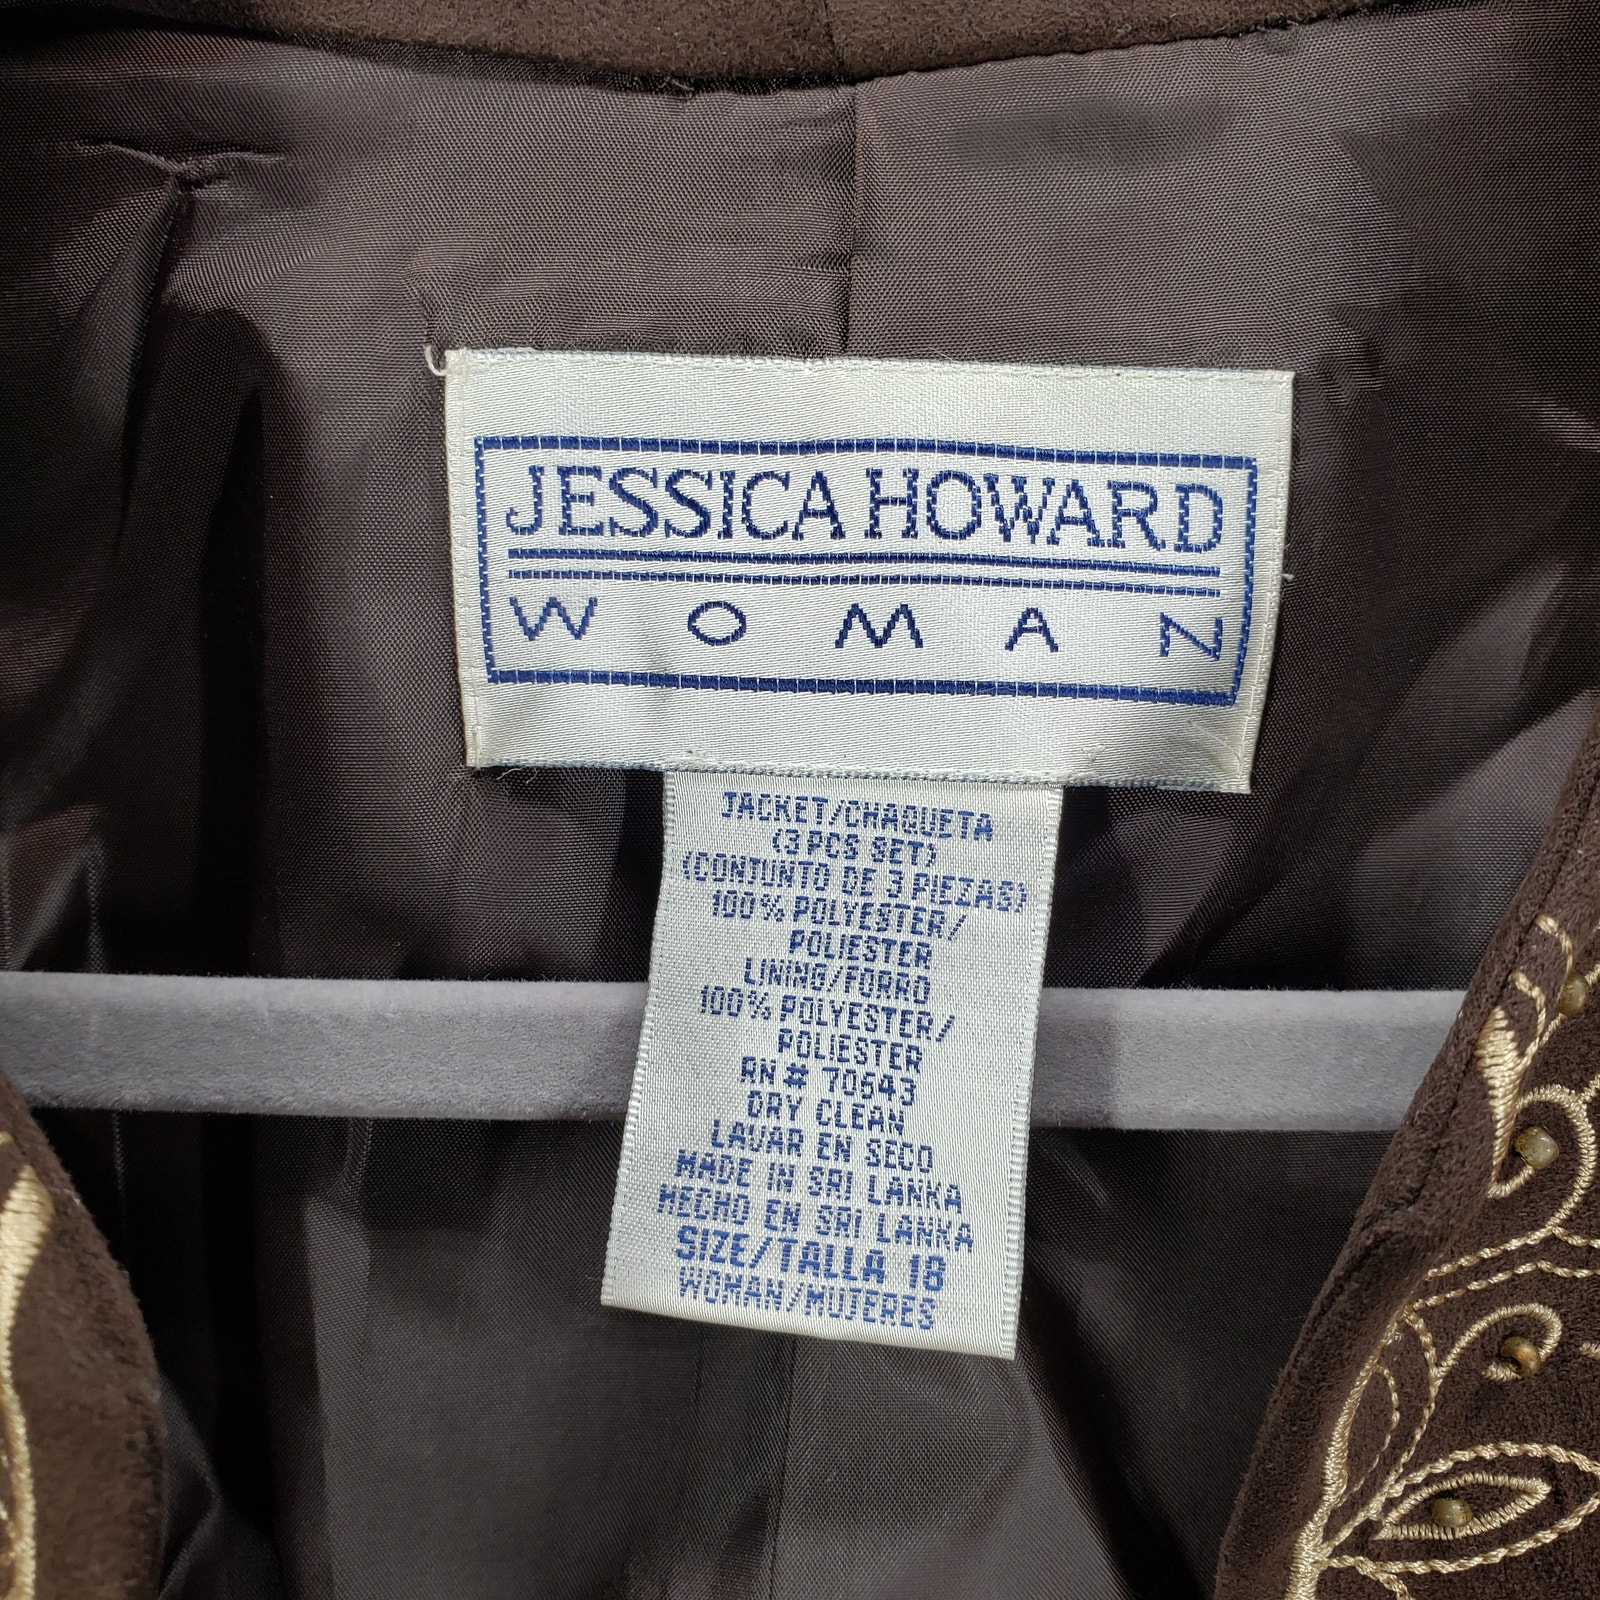 JESSICA HOWARD
WOMAN
JACKET/CHAQUETA
(3 PCS SET)
(CONJUNTO DE 3 PIEZAS)
100% POLYESTER/
POLIESTER
LINING/FORRO
100% POLYESTER/
POLIESTER
RN # 70643
DRY CLEAN
LAVAR EN SECO
MADE IN SRI LANKA
HECHO EN SRI LANKA
SIZE/TALLA 18
WOMAN/MUJERES